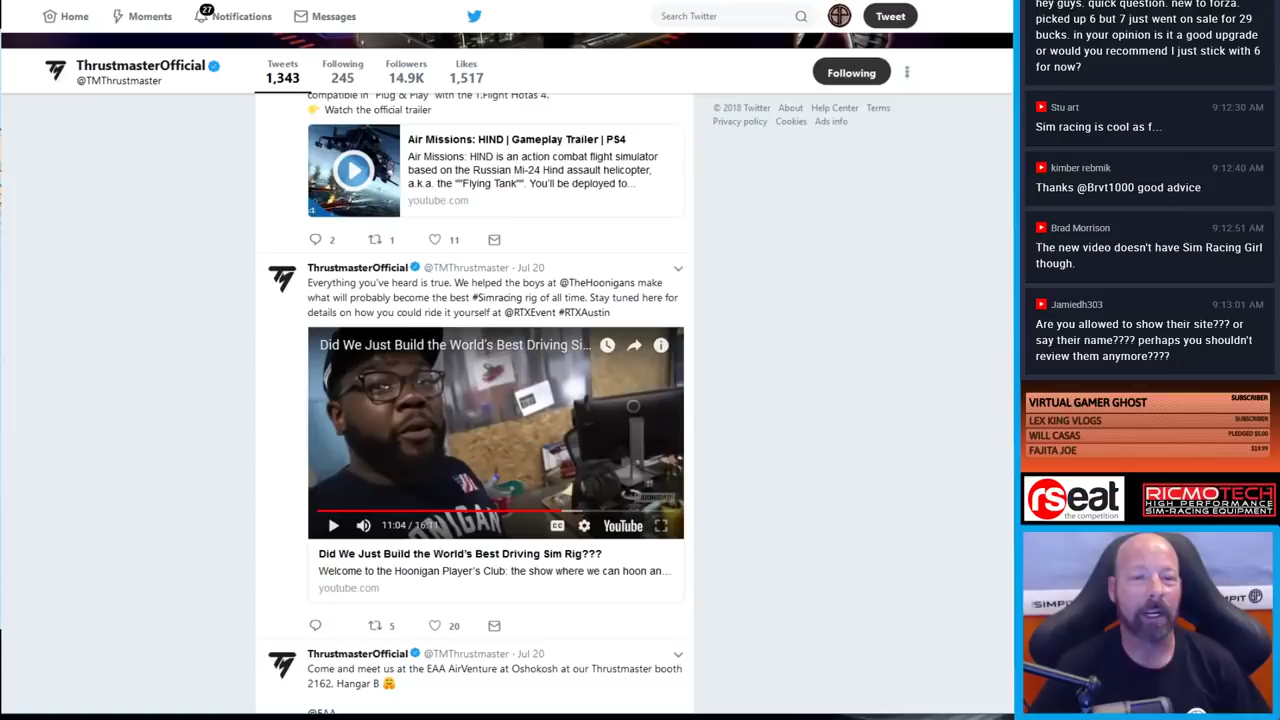 Home
Moments
27
Notifications
Messages
Search Twitter
Tweet
ThrustmasterOfficial
@TMThrustmaster
Tweets
1,343
Following
245
Followers
14.9K
Likes
1,517
Following
compatible in "Plug & Play" with the T.Flight Hotas 4.
👉 Watch the official trailer
Air Missions: HIND | Gameplay Trailer | PS4
Air Missions: HIND is an action combat flight simulator
based on the Russian Mi-24 Hind assault helicopter,
a.k.a. the ""Flying Tank"". You'll be deployed to...
youtube.com
2
1
11
ThrustmasterOfficial @TMThrustmaster · Jul 20
Everything you've heard is true. We helped the boys at @TheHoonigans make
what will probably become the best #Simracing rig of all time. Stay tuned here for
details on how you could ride it yourself at @RTXEvent #RTXAustin
Did We Just Build the World's Best Driving Si...
11:04 / 16:11
CC
YouTube
Did We Just Build the World's Best Driving Sim Rig???
Welcome to the Hoonigan Player's Club: the show where we can hoon an...
youtube.com
5
20
ThrustmasterOfficial @TMThrustmaster · Jul 20
Come and meet us at the EAA AirVenture at Oshokosh at our Thrustmaster booth
2162, Hangar B 🤗
@EAA
© 2018 Twitter About Help Center Terms
Privacy policy Cookies Ads info
hey guys. quick question. new to forza.
picked up 6 but 7 just went on sale for 29
bucks. in your opinion is it a good upgrade
or would you recommend I just stick with 6
for now?
Stu art 9:12:30 AM
Sim racing is cool as f...
kimber rebmik 9:12:40 AM
Thanks @Brvt1000 good advice
Brad Morrison 9:12:51 AM
The new video doesn't have Sim Racing Girl
though.
Jamiedh303 9:13:01 AM
Are you allowed to show their site??? or
say their name???? perhaps you shouldn't
review them anymore????
VIRTUAL GAMER GHOST SUBSCRIBER
LEX KING VLOGS SUBSCRIBER
WILL CASAS PLEDGED $5.00
FAJITA JOE $19.99
rseat
the competition
RICMOTECH
HIGH PERFORMANCE
SIM-RACING EQUIPMENT